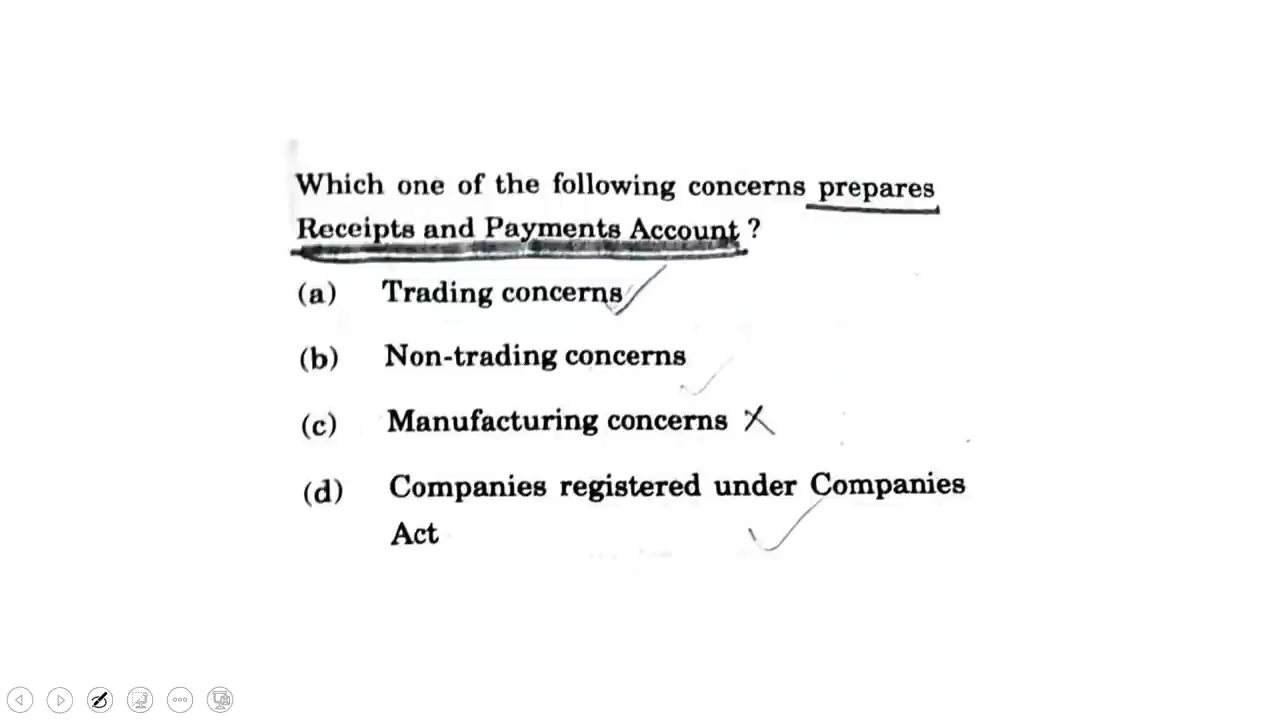 Which one of the following concerns prepares
Receipts and Payments Account ?
(a) Trading concerns
(b) Non-trading concerns
(c) Manufacturing concerns
(d) Companies registered under Companies
Act